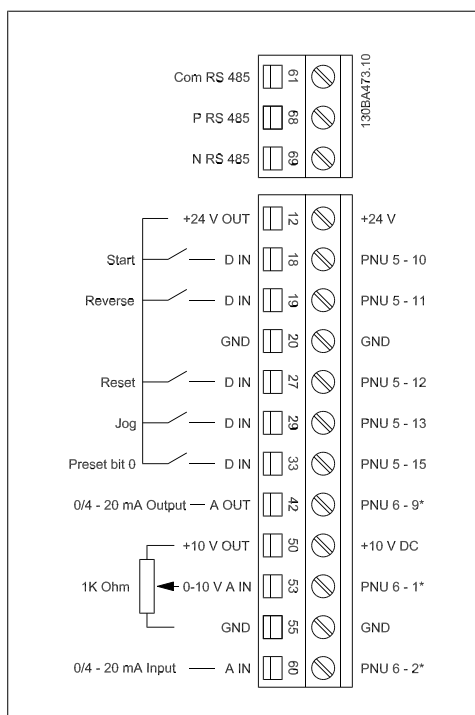 Com RS 485 61
P RS 485 68
N RS 485 69
130BA473.10
+24 V OUT 12 +24 V
Start D IN 18 PNU 5 - 10
Reverse D IN 19 PNU 5 - 11
GND 20 GND
Reset D IN 27 PNU 5 - 12
Jog D IN 29 PNU 5 - 13
Preset bit 0 D IN 33 PNU 5 - 15
0/4 - 20 mA Output A OUT 42 PNU 6 - 9*
+10 V OUT 50 +10 V DC
1K Ohm 0-10 V A IN 53 PNU 6 - 1*
GND 55 GND
0/4 - 20 mA Input A IN 60 PNU 6 - 2*